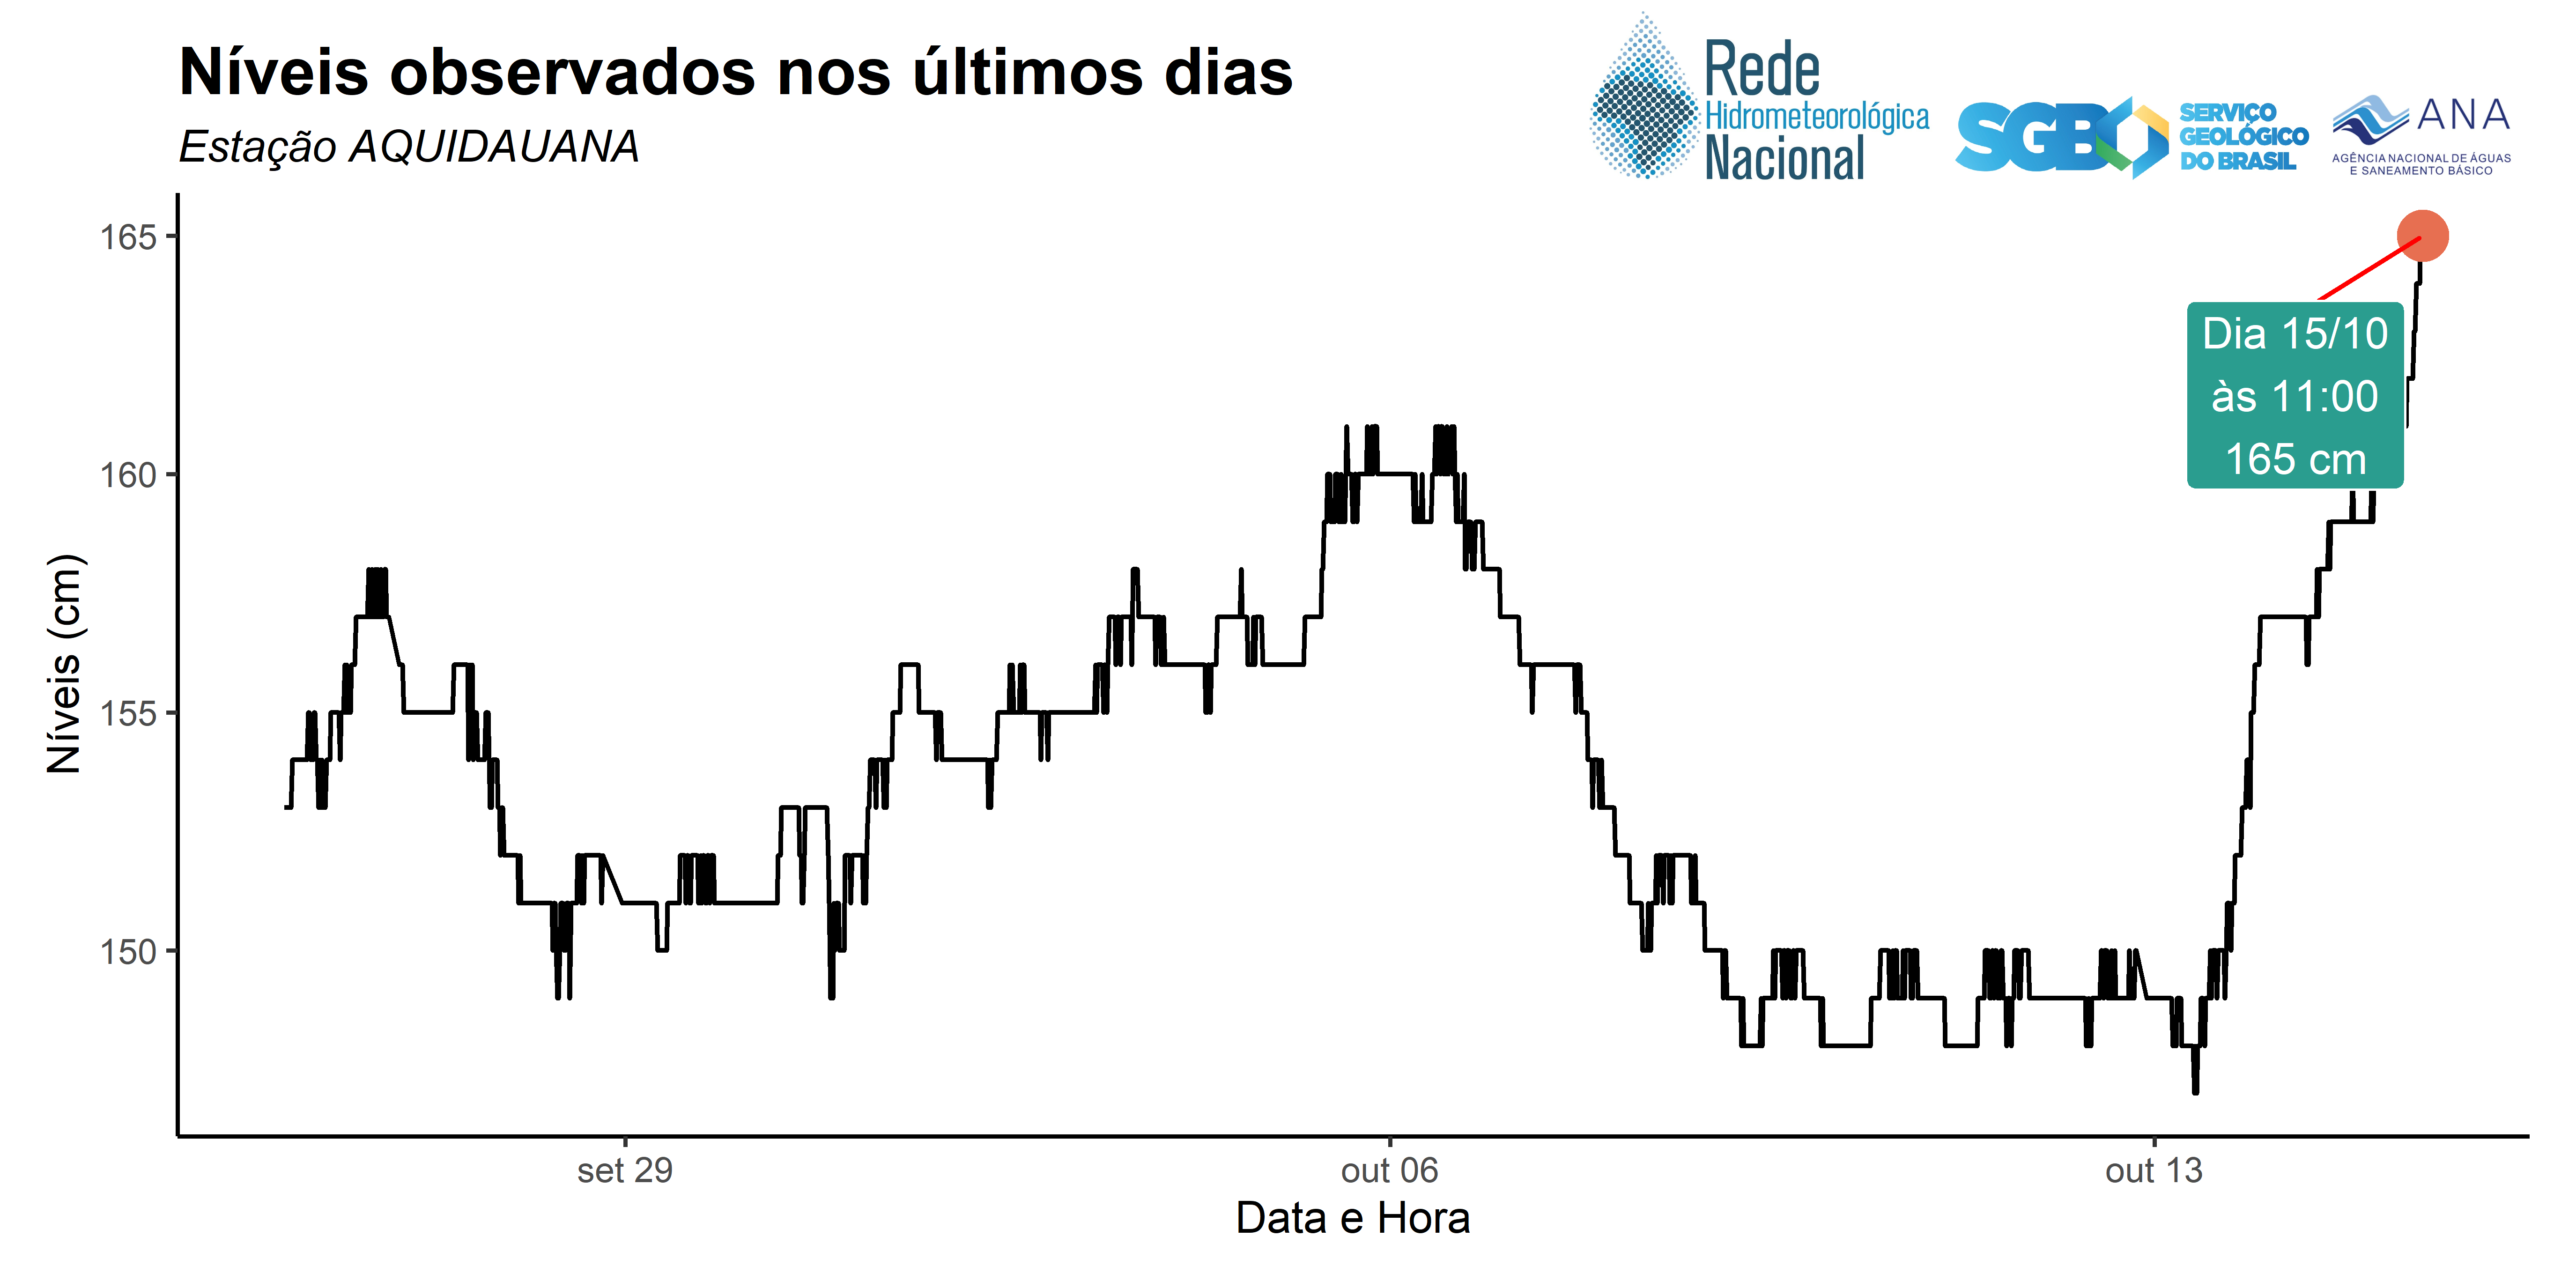 Níveis observados nos últimos dias
Estação AQUIDAUANA
Rede
Hidrometeorológica
Nacional
SGB
SERVIÇO
GEOLÓGICO
DO BRASIL
ANA
AGÊNCIA NACIONAL DE ÁGUAS
E SANEAMENTO BÁSICO
165
160
155
150
Níveis (cm)
Dia 15/10
às 11:00
165 cm
set 29
out 06
out 13
Data e Hora